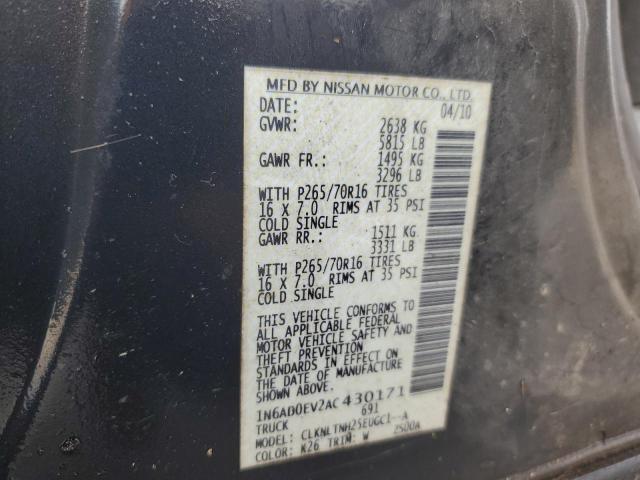 MFD BY NISSAN MOTOR CO., LTD.
DATE: 04/10
GVWR: 2638 KG
5815 LB
GAWR FR.: 1495 KG
3296 LB
WITH P265/70R16 TIRES
16 X 7.0 RIMS AT 35 PSI
COLD SINGLE
GAWR RR.: 1511 KG.
3331 LB
WITH P265/70R16 TIRES
16 X 7.0 RIMS AT 35 PSI
COLD SINGLE
THIS VEHICLE CONFORMS TO
ALL APPLICABLE FEDERAL
MOTOR VEHICLE SAFETY AND
THEFT PREVENTION
STANDARDS IN EFFECT ON
THE DATE OF MANUFACTURE
SHOWN ABOVE.
1N6AD0EV2AC 430171
TRUCK 691
MODEL: CLKNLTNH25EUGC1--A
COLOR: K26 TRIM: W 2500A